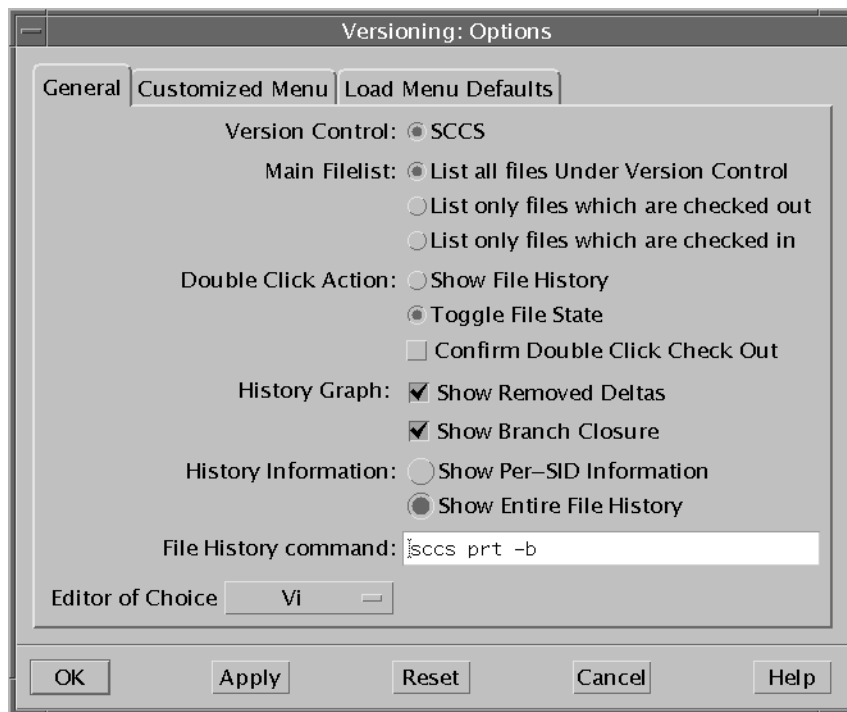 Versioning: Options
General Customized Menu Load Menu Defaults
Version Control: SCCS
Main Filelist: List all files Under Version Control
List only files which are checked out
List only files which are checked in
Double Click Action: Show File History
Toggle File State
Confirm Double Click Check Out
History Graph: Show Removed Deltas
Show Branch Closure
History Information: Show Per–SID Information
Show Entire File History
File History command: sccs prt -b
Editor of Choice Vi
OK Apply Reset Cancel Help